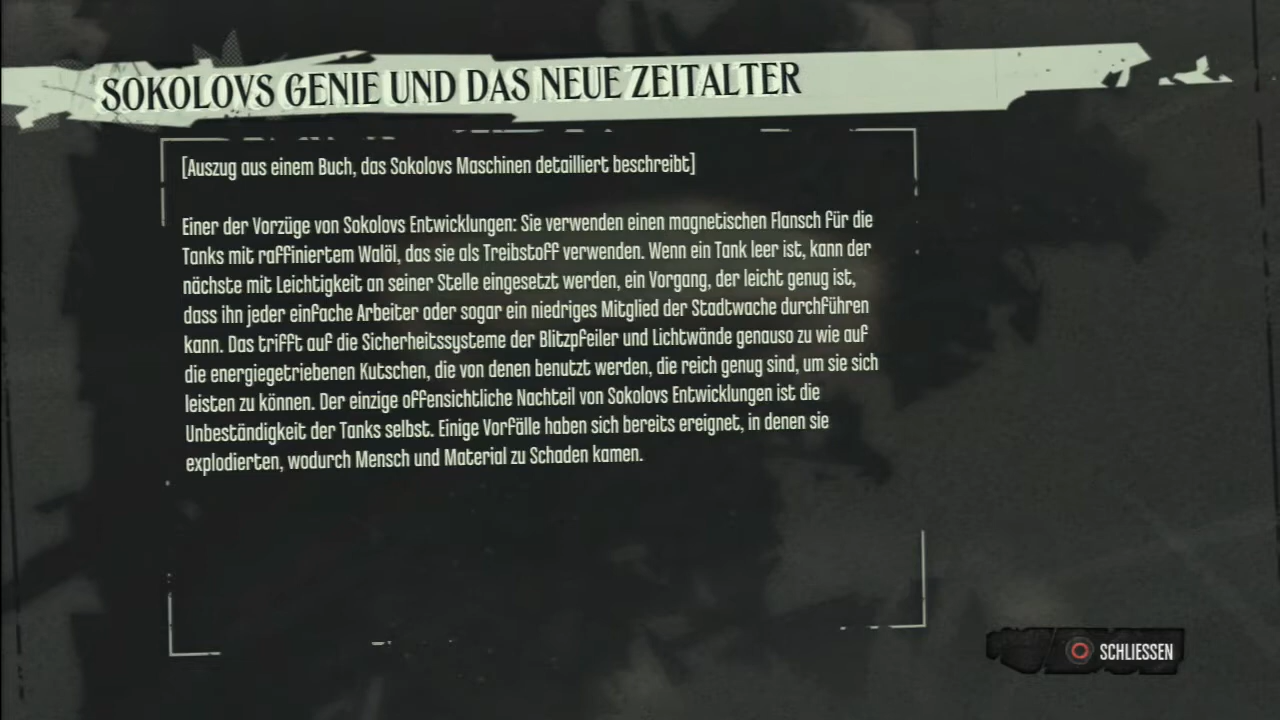 SOKOLOVS GENIE UND DAS NEUE ZEITALTER
[Auszug aus einem Buch, das Sokolovs Maschinen detailliert beschreibt]
Einer der Vorzüge von Sokolovs Entwicklungen: Sie verwenden einen magnetischen Flansch für die
Tanks mit raffiniertem Walöl, das sie als Treibstoff verwenden. Wenn ein Tank leer ist, kann der
nächste mit Leichtigkeit an seiner Stelle eingesetzt werden, ein Vorgang, der leicht genug ist,
dass ihn jeder einfache Arbeiter oder sogar ein niedriges Mitglied der Stadtwache durchführen
kann. Das trifft auf die Sicherheitssysteme der Blitzpfeiler und Lichtwände genauso zu wie auf
die energiegetriebenen Kutschen, die von denen benutzt werden, die reich genug sind, um sie sich
leisten zu können. Der einzige offensichtliche Nachteil von Sokolovs Entwicklungen ist die
Unbeständigkeit der Tanks selbst. Einige Vorfälle haben sich bereits ereignet, in denen sie
explodierten, wodurch Mensch und Material zu Schaden kamen.
SCHLIESSEN